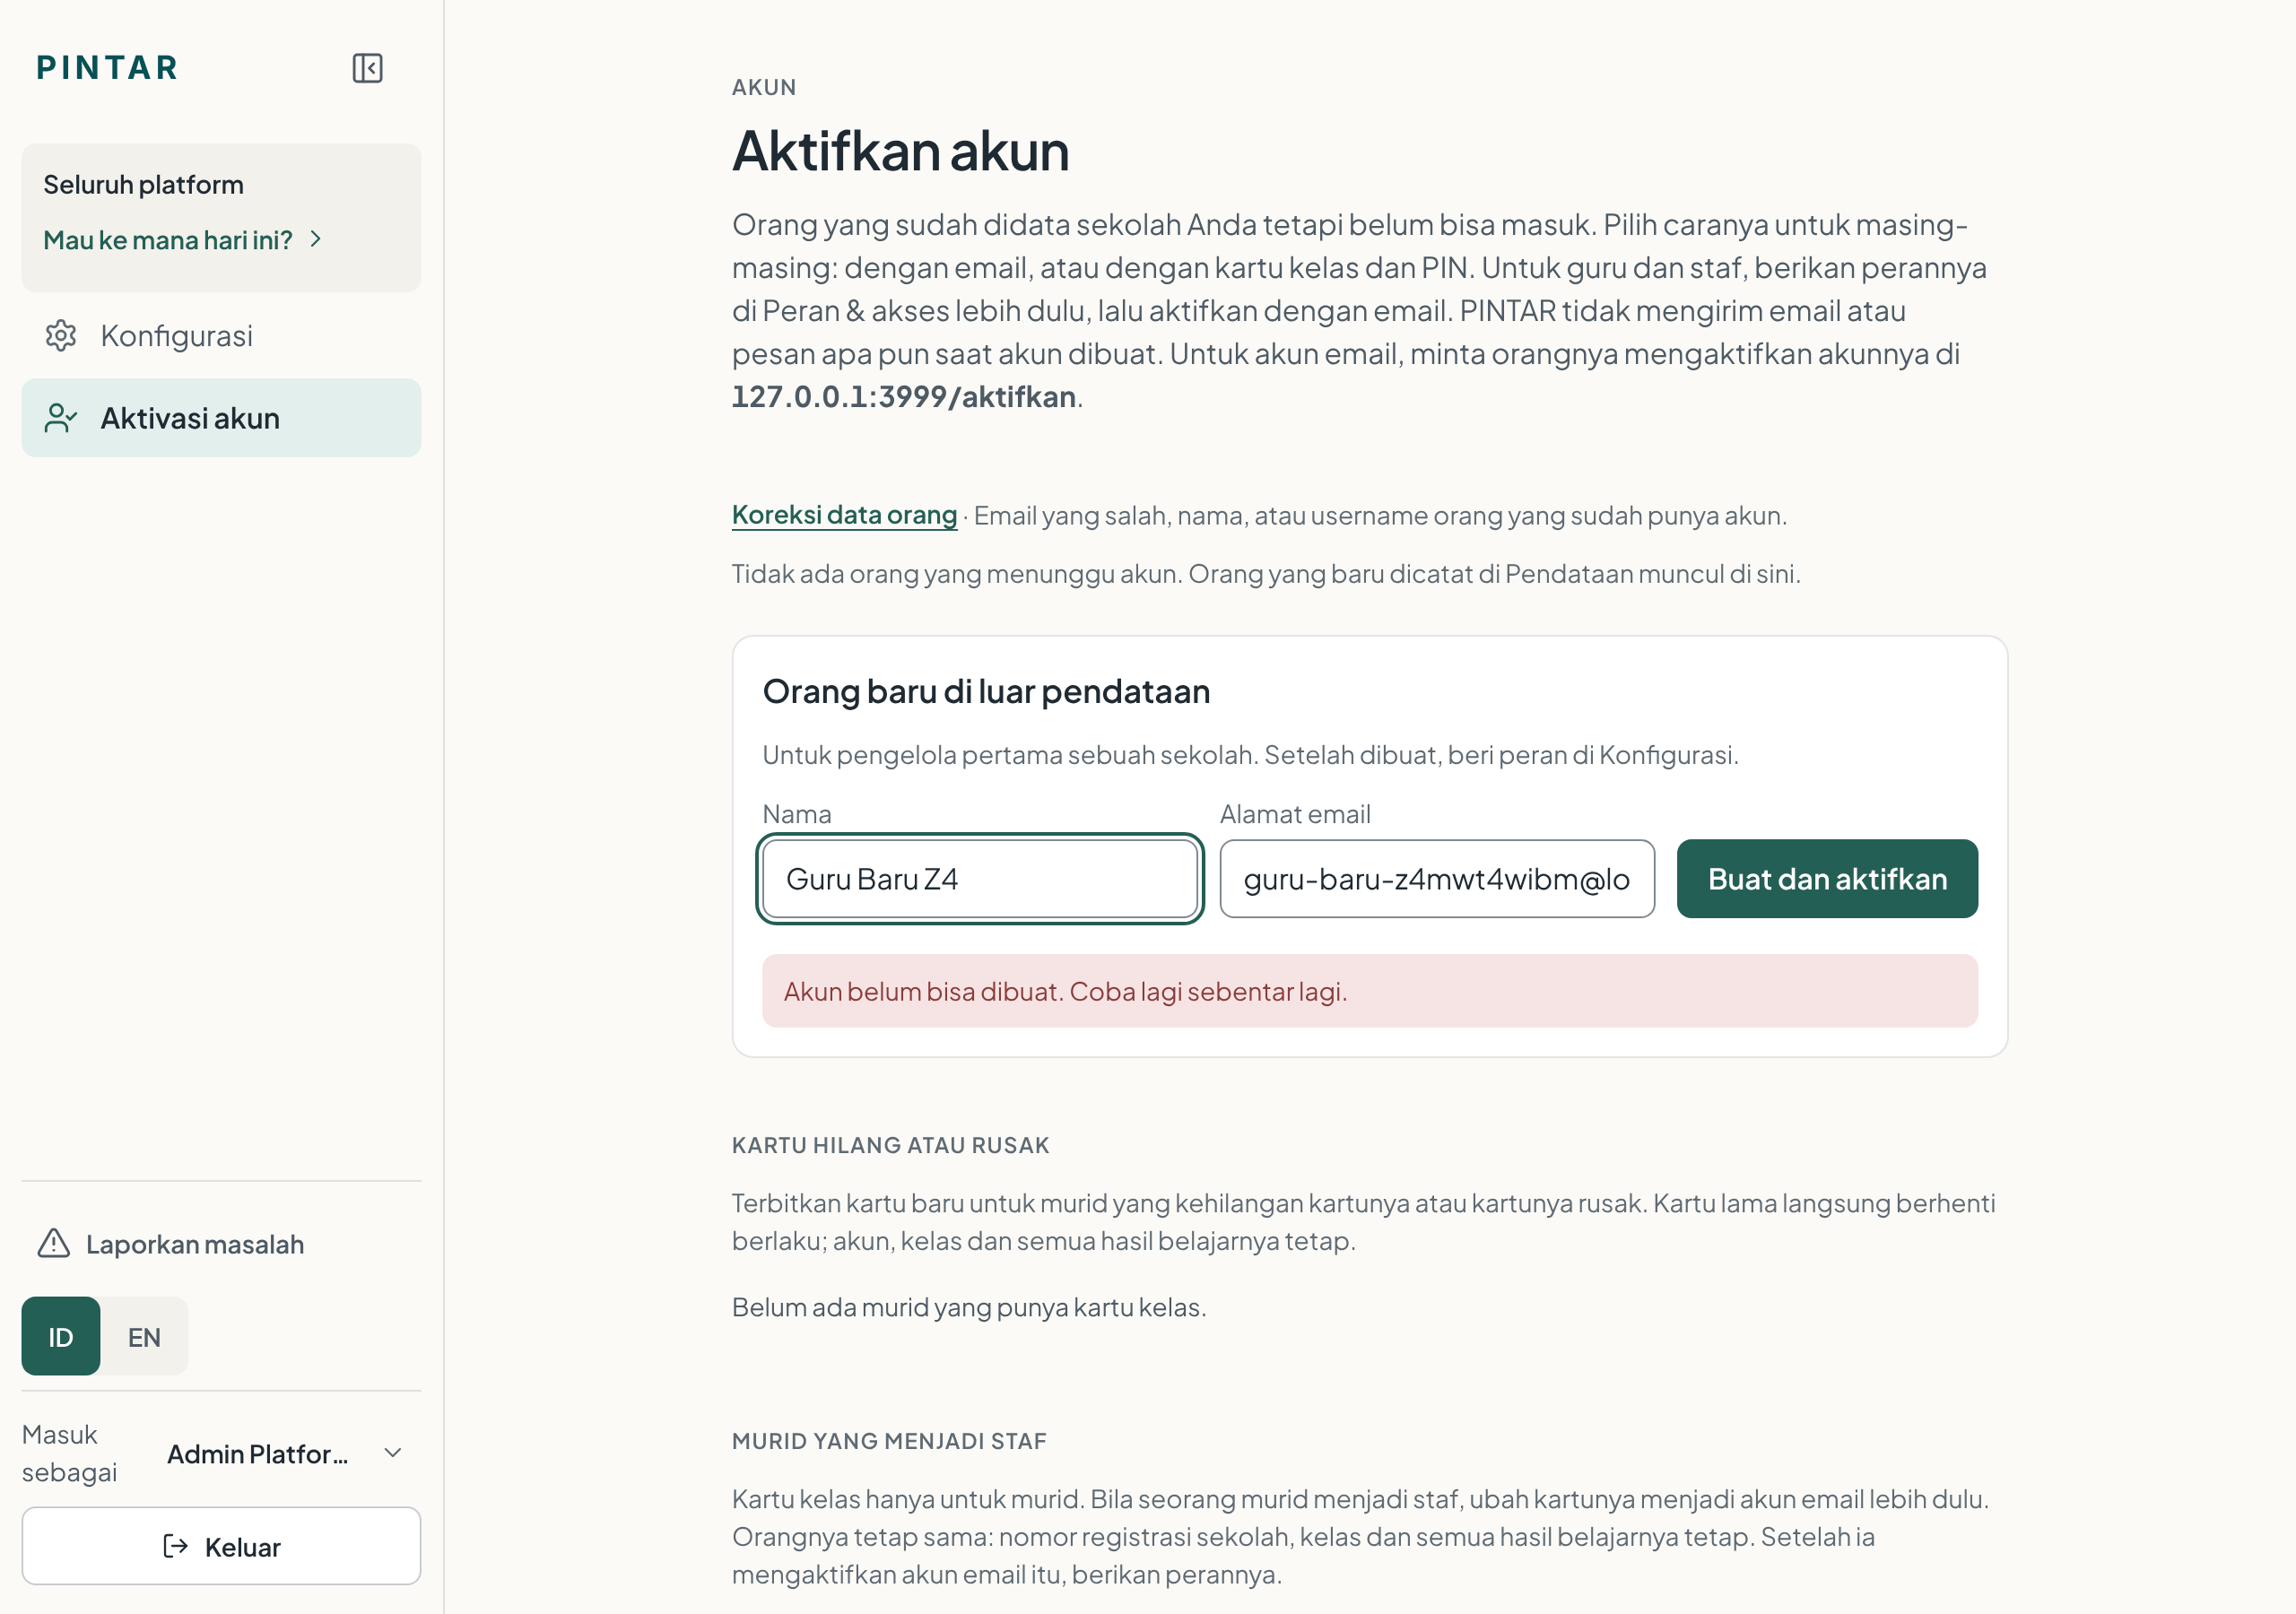 PINTAR
Seluruh platform
Mau ke mana hari ini?
Konfigurasi
Aktivasi akun
Laporkan masalah
ID
EN
Masuk sebagai
Admin Platfor...
Keluar
AKUN
Aktifkan akun
Orang yang sudah didata sekolah Anda tetapi belum bisa masuk. Pilih caranya untuk masing-
masing: dengan email, atau dengan kartu kelas dan PIN. Untuk guru dan staf, berikan perannya
di Peran & akses lebih dulu, lalu aktifkan dengan email. PINTAR tidak mengirim email atau
pesan apa pun saat akun dibuat. Untuk akun email, minta orangnya mengaktifkan akunnya di
127.0.0.1:3999/aktifkan.
Koreksi data orang · Email yang salah, nama, atau username orang yang sudah punya akun.
Tidak ada orang yang menunggu akun. Orang yang baru dicatat di Pendataan muncul di sini.
Orang baru di luar pendataan
Untuk pengelola pertama sebuah sekolah. Setelah dibuat, beri peran di Konfigurasi.
Nama
Alamat email
Guru Baru Z4
guru-baru-z4mwt4wibm@lo
Buat dan aktifkan
Akun belum bisa dibuat. Coba lagi sebentar lagi.
KARTU HILANG ATAU RUSAK
Terbitkan kartu baru untuk murid yang kehilangan kartunya atau kartunya rusak. Kartu lama langsung berhenti
berlaku; akun, kelas dan semua hasil belajarnya tetap.
Belum ada murid yang punya kartu kelas.
MURID YANG MENJADI STAF
Kartu kelas hanya untuk murid. Bila seorang murid menjadi staf, ubah kartunya menjadi akun email lebih dulu.
Orangnya tetap sama: nomor registrasi sekolah, kelas dan semua hasil belajarnya tetap. Setelah ia
mengaktifkan akun email itu, berikan perannya.